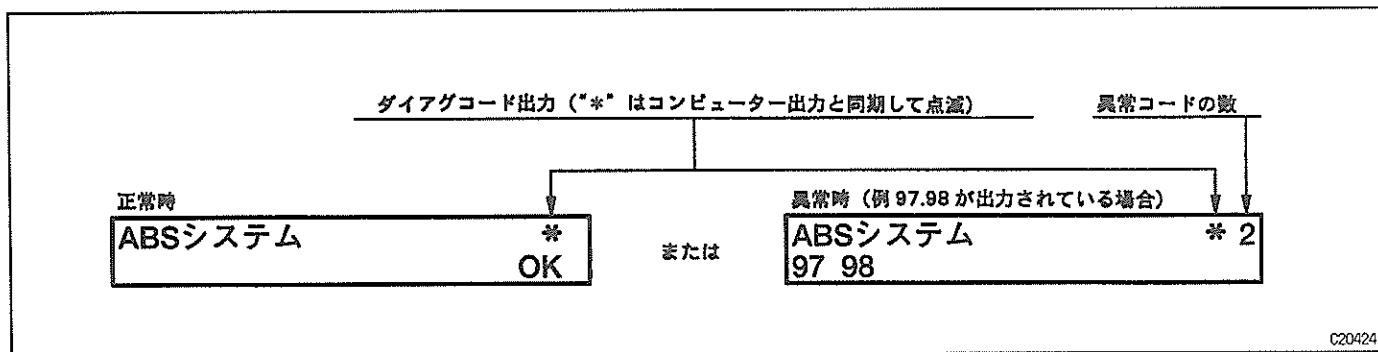 ダイアグコード出力（"*" はコンピューター出力と同期して点滅）
異常コードの数
正常時
ABSシステム *
OK
または
異常時（例 97.98 が出力されている場合）
ABSシステム * 2
97 98
C20424